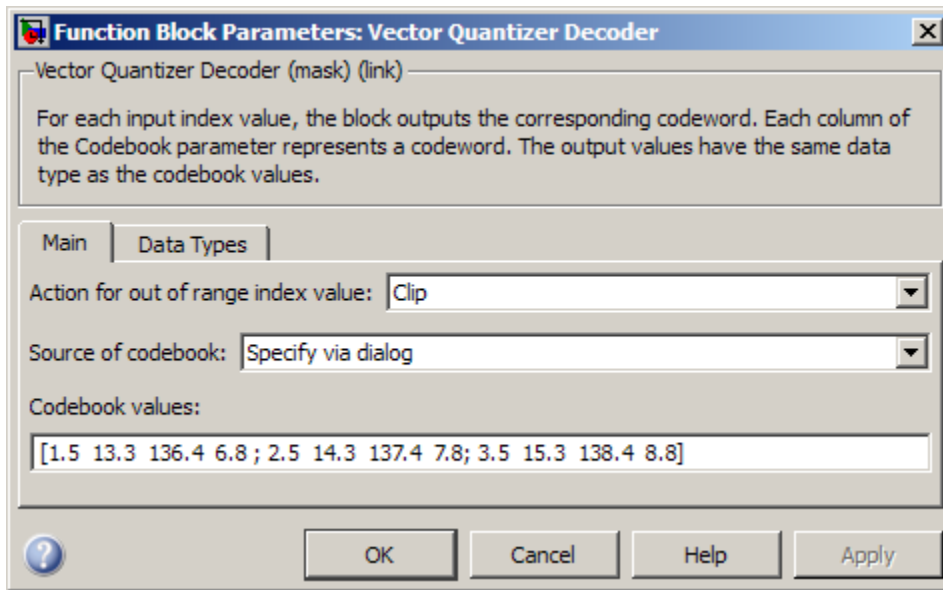 Function Block Parameters: Vector Quantizer Decoder
Vector Quantizer Decoder (mask) (link)
For each input index value, the block outputs the corresponding codeword. Each column of
the Codebook parameter represents a codeword. The output values have the same data
type as the codebook values.
Main Data Types
Action for out of range index value: Clip
Source of codebook: Specify via dialog
Codebook values:
[1.5 13.3 136.4 6.8 ; 2.5 14.3 137.4 7.8; 3.5 15.3 138.4 8.8]
? OK Cancel Help Apply